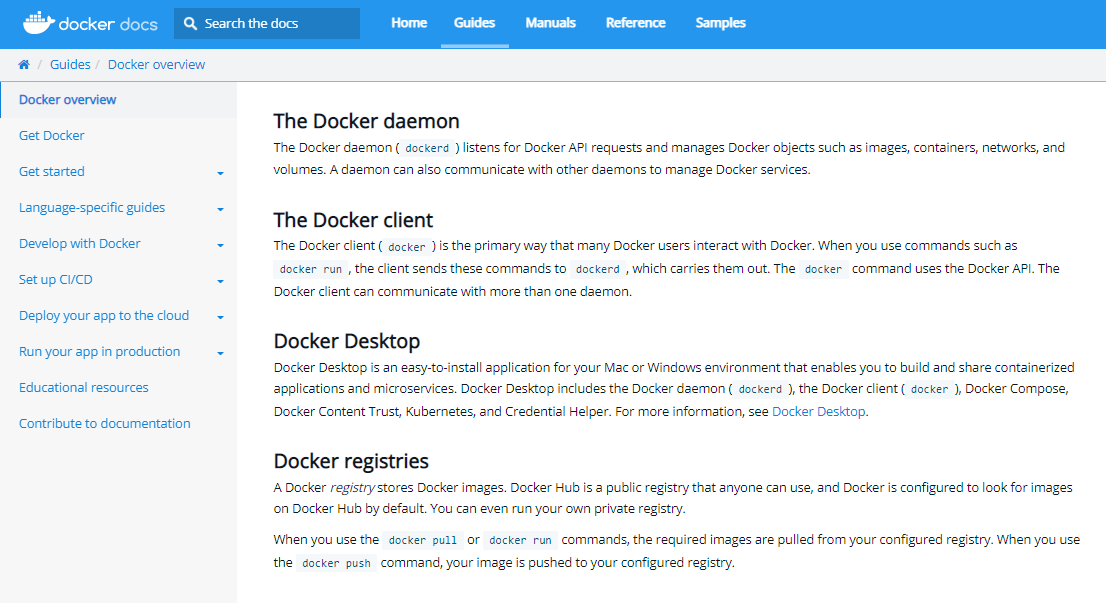 docker docs
Search the docs
Home
Guides
Manuals
Reference
Samples
/ Guides / Docker overview
Docker overview
Get Docker
Get started
Language-specific guides
Develop with Docker
Set up CI/CD
Deploy your app to the cloud
Run your app in production
Educational resources
Contribute to documentation
The Docker daemon
The Docker daemon ( dockerd ) listens for Docker API requests and manages Docker objects such as images, containers, networks, and
volumes. A daemon can also communicate with other daemons to manage Docker services.
The Docker client
The Docker client ( docker ) is the primary way that many Docker users interact with Docker. When you use commands such as
docker run , the client sends these commands to dockerd , which carries them out. The docker command uses the Docker API. The
Docker client can communicate with more than one daemon.
Docker Desktop
Docker Desktop is an easy-to-install application for your Mac or Windows environment that enables you to build and share containerized
applications and microservices. Docker Desktop includes the Docker daemon ( dockerd ), the Docker client ( docker ), Docker Compose,
Docker Content Trust, Kubernetes, and Credential Helper. For more information, see Docker Desktop.
Docker registries
A Docker registry stores Docker images. Docker Hub is a public registry that anyone can use, and Docker is configured to look for images
on Docker Hub by default. You can even run your own private registry.
When you use the docker pull or docker run commands, the required images are pulled from your configured registry. When you use
the docker push command, your image is pushed to your configured registry.